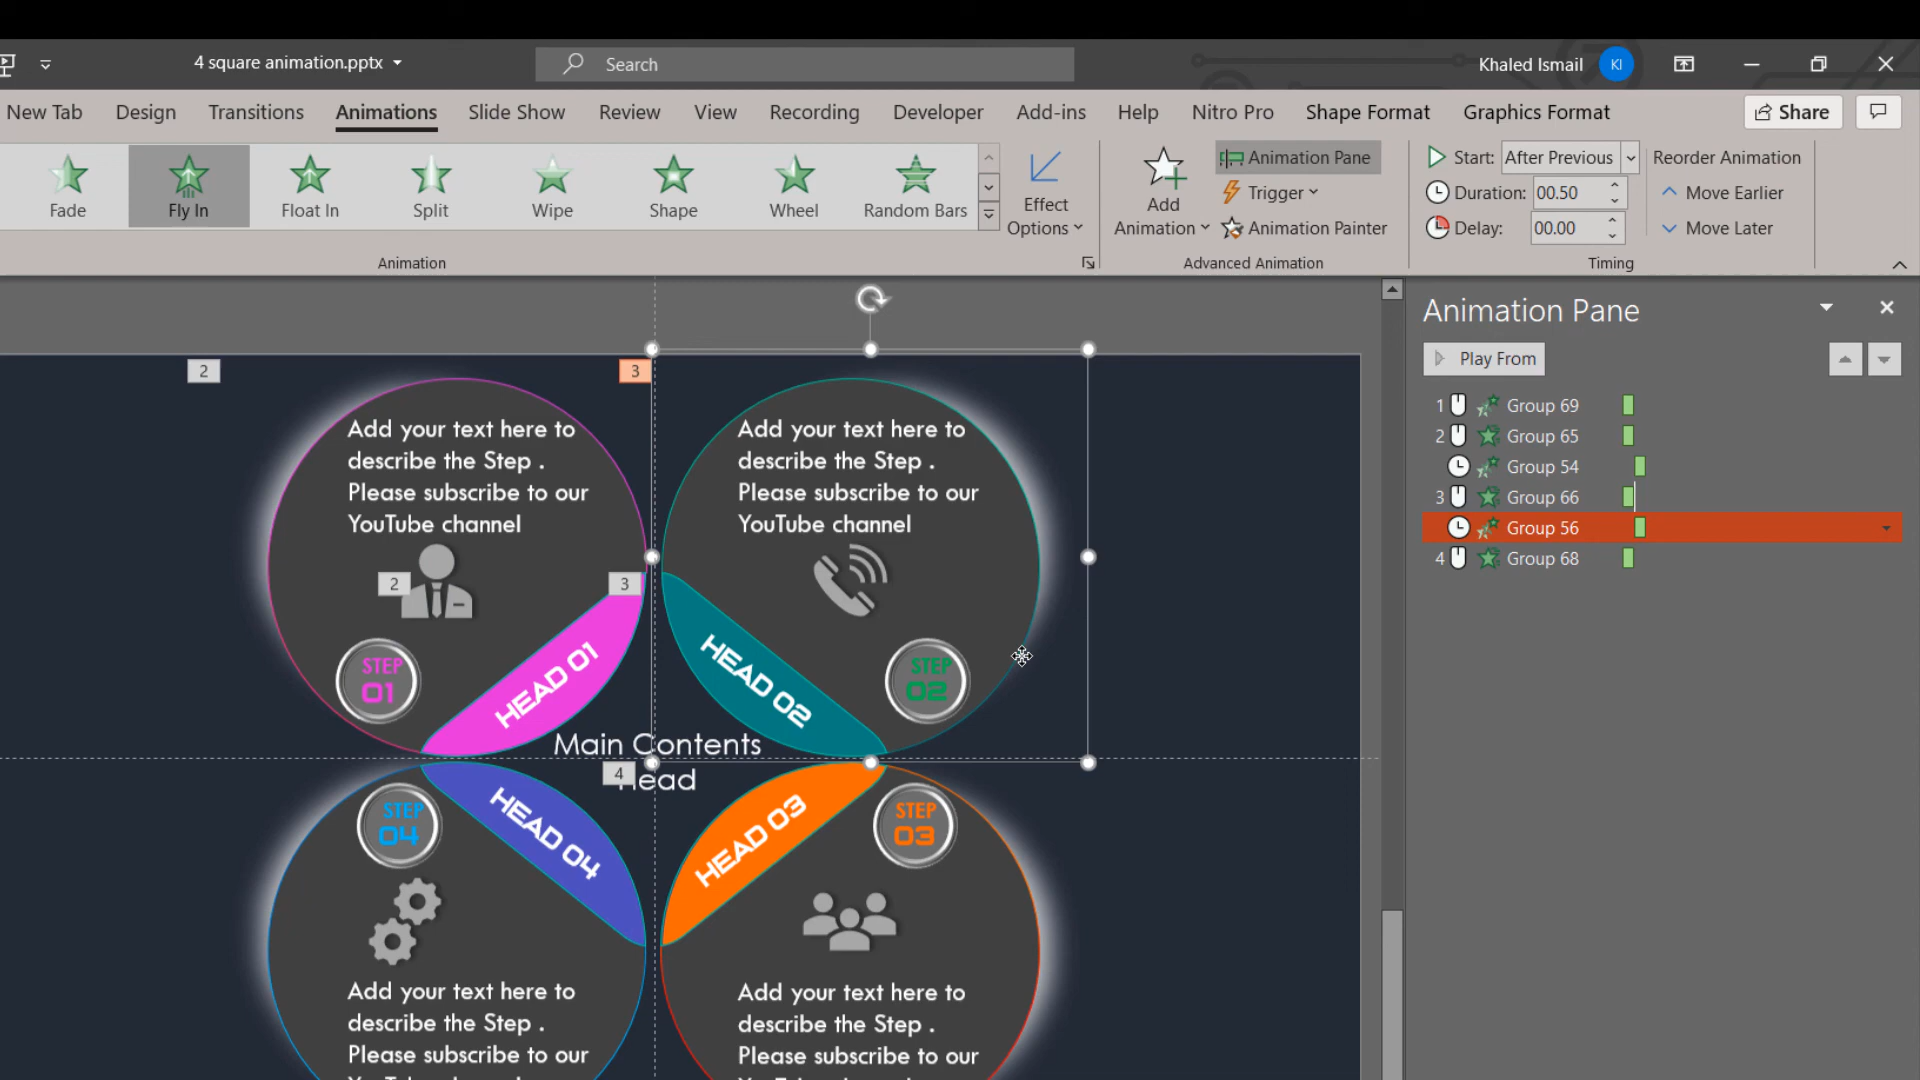 4 square animation.pptx
Search
Khaled Ismail
KI
New Tab
Design
Transitions
Animations
Slide Show
Review
View
Recording
Developer
Add-ins
Help
Nitro Pro
Shape Format
Graphics Format
Share
Fade
Fly In
Float In
Split
Wipe
Shape
Wheel
Random Bars
Animation
Effect
Options
Add
Animation
Animation Pane
Trigger
Animation Painter
Advanced Animation
Start: After Previous
Duration: 00.50
Delay: 00.00
Timing
Reorder Animation
Move Earlier
Move Later
Animation Pane
Play From
1 Group 69
2 Group 65
Group 54
3 Group 66
Group 56
4 Group 68
2
3
Add your text here to
describe the Step .
Please subscribe to our
YouTube channel
2
3
STEP
01
HEAD 01
Add your text here to
describe the Step .
Please subscribe to our
YouTube channel
HEAD 02
STEP
02
Main Contents
Head
4
STEP
04
HEAD 04
Add your text here to
describe the Step .
Please subscribe to our
HEAD 03
STEP
03
Add your text here to
describe the Step .
Please subscribe to our